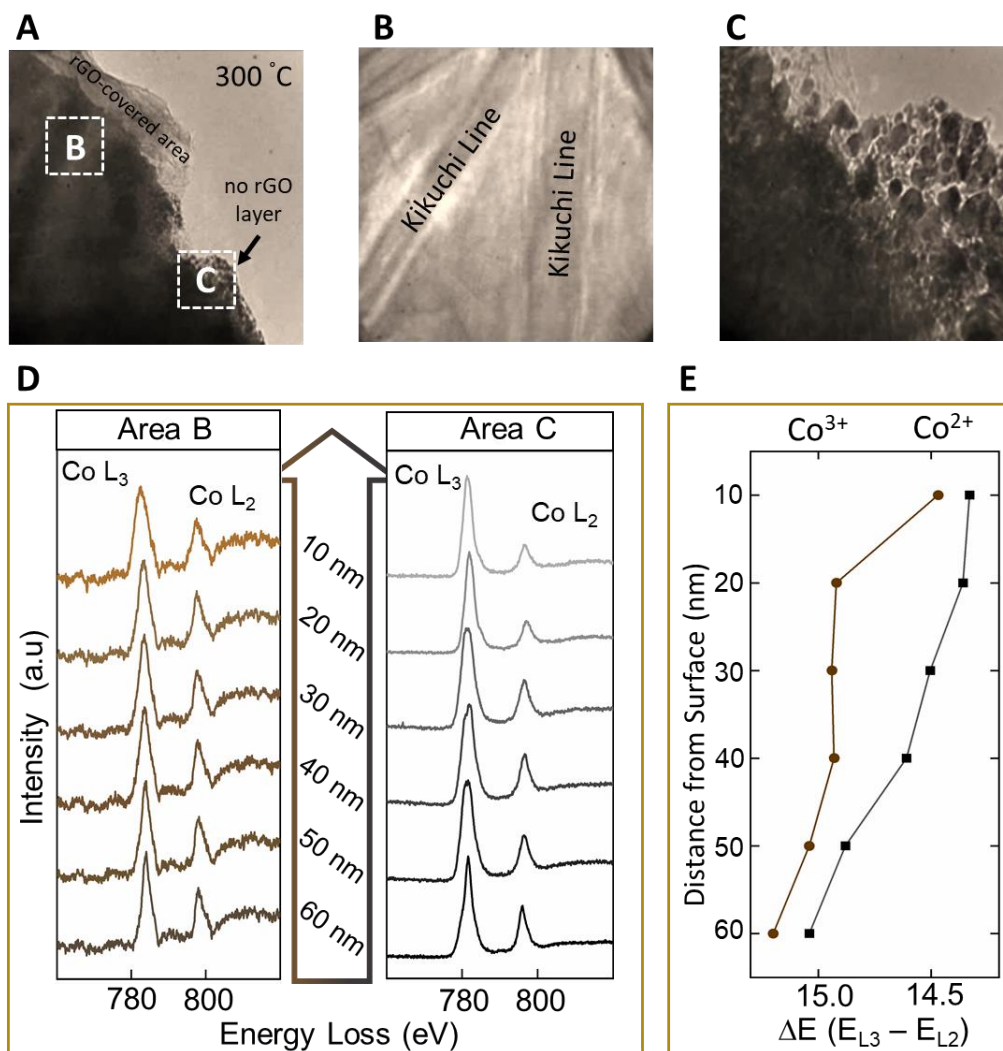 A
B
C
rGO-covered area
300 °C
B
no rGO
layer
C
Kikuchi Line
Kikuchi Line
D
E
Area B
Area C
Co L₃
Co L₂
Co L₃
Co L₂
10 nm
20 nm
30 nm
40 nm
50 nm
60 nm
Intensity (a.u)
780
800
780
800
Energy Loss (eV)
Co³⁺
Co²⁺
10
20
30
40
50
60
Distance from Surface (nm)
15.0
14.5
ΔE (E_L3 – E_L2)